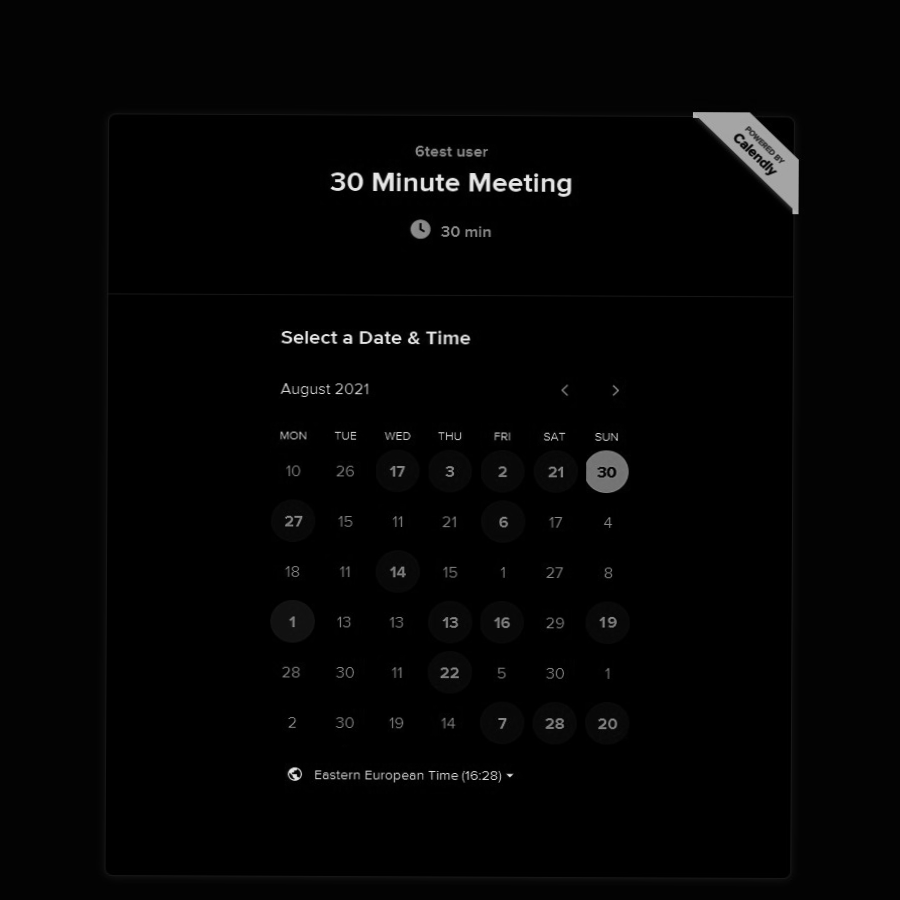 POWERED BY
Calendly
6test user
30 Minute Meeting
30 min
Select a Date & Time
August 2021
MON TUE WED THU FRI SAT SUN
10 26 17 3 2 21 30
27 15 11 21 6 17 4
18 11 14 15 1 27 8
1 13 13 13 16 29 19
28 30 11 22 5 30 1
2 30 19 14 7 28 20
Eastern European Time (16:28)